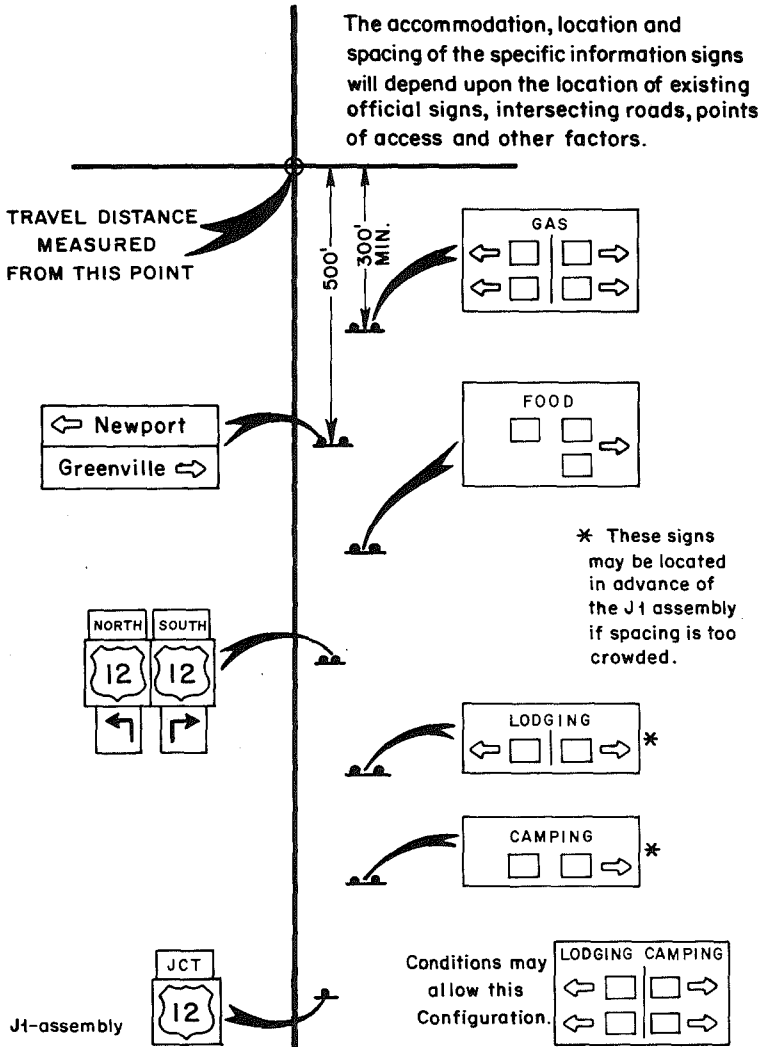 The accommodation, location and
spacing of the specific information signs
will depend upon the location of existing
official signs, intersecting roads, points
of access and other factors.
TRAVEL DISTANCE
MEASURED
FROM THIS POINT
500'
300'
MIN.
GAS
Newport
Greenville
FOOD
* These signs
may be located
in advance of
the J1 assembly
if spacing is too
crowded.
NORTH SOUTH
12 12
LODGING
*
CAMPING
*
JCT
12
J1-assembly
Conditions may
allow this
Configuration.
LODGING CAMPING